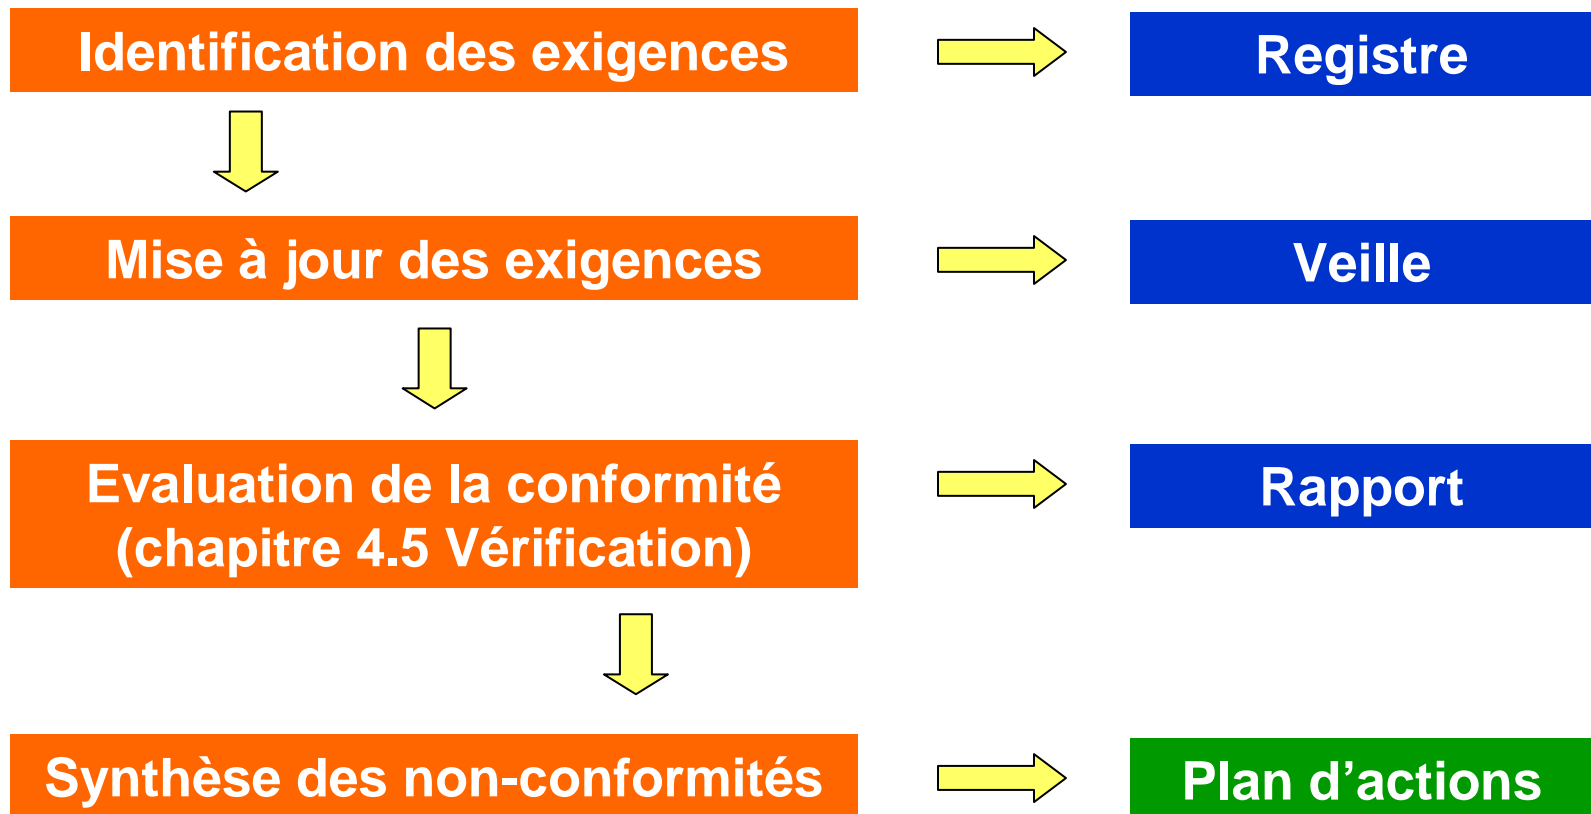 Identification des exigences
Registre
Mise à jour des exigences
Veille
Evaluation de la conformité
(chapitre 4.5 Vérification)
Rapport
Synthèse des non-conformités
Plan d’actions